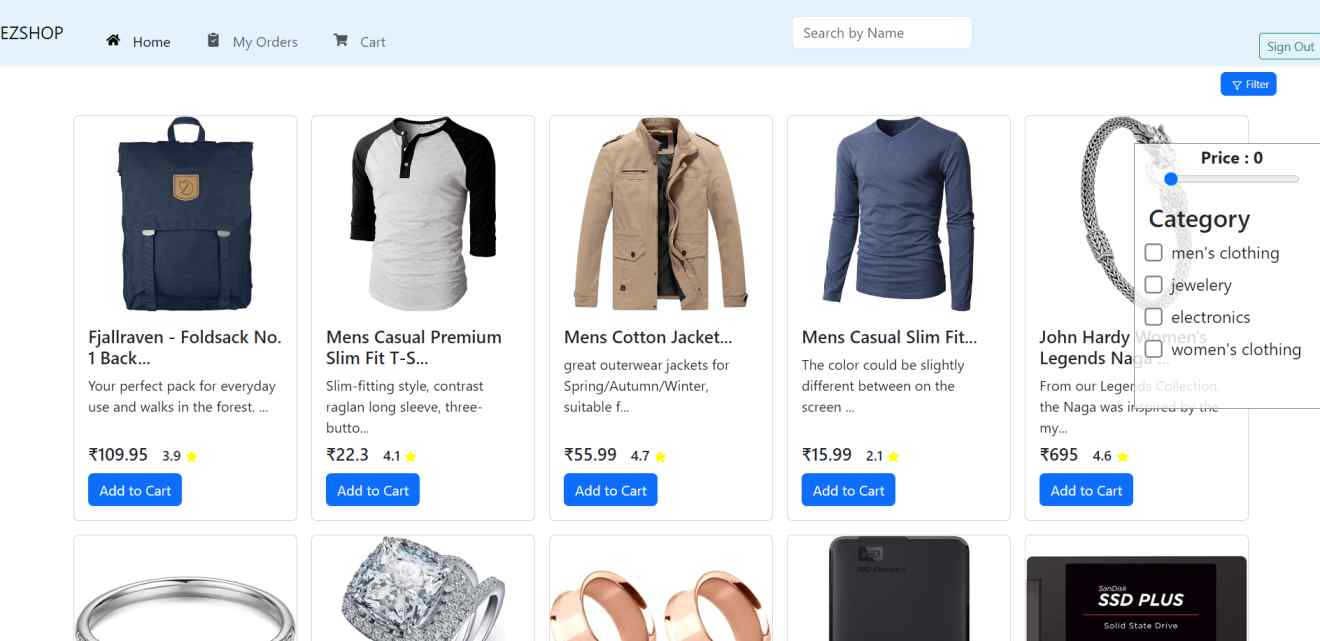 EZSHOP
Home
My Orders
Cart
Search by Name
Sign Out
Filter
Price : 0
Category
men's clothing
jewelery
electronics
women's clothing
Fjallraven - Foldsack No.
1 Back...
Your perfect pack for everyday
use and walks in the forest. ...
₹109.95 3.9
Add to Cart
Mens Casual Premium
Slim Fit T-S...
Slim-fitting style, contrast
raglan long sleeve, three-
butto...
₹22.3 4.1
Add to Cart
Mens Cotton Jacket...
great outerwear jackets for
Spring/Autumn/Winter,
suitable f...
₹55.99 4.7
Add to Cart
Mens Casual Slim Fit...
The color could be slightly
different between on the
screen ...
₹15.99 2.1
Add to Cart
John Hardy Women's
Legends Naga ...
From our Legends Collection,
the Naga was inspired by the
my...
₹695 4.6
Add to Cart
SanDisk
SSD PLUS
Solid State Drive